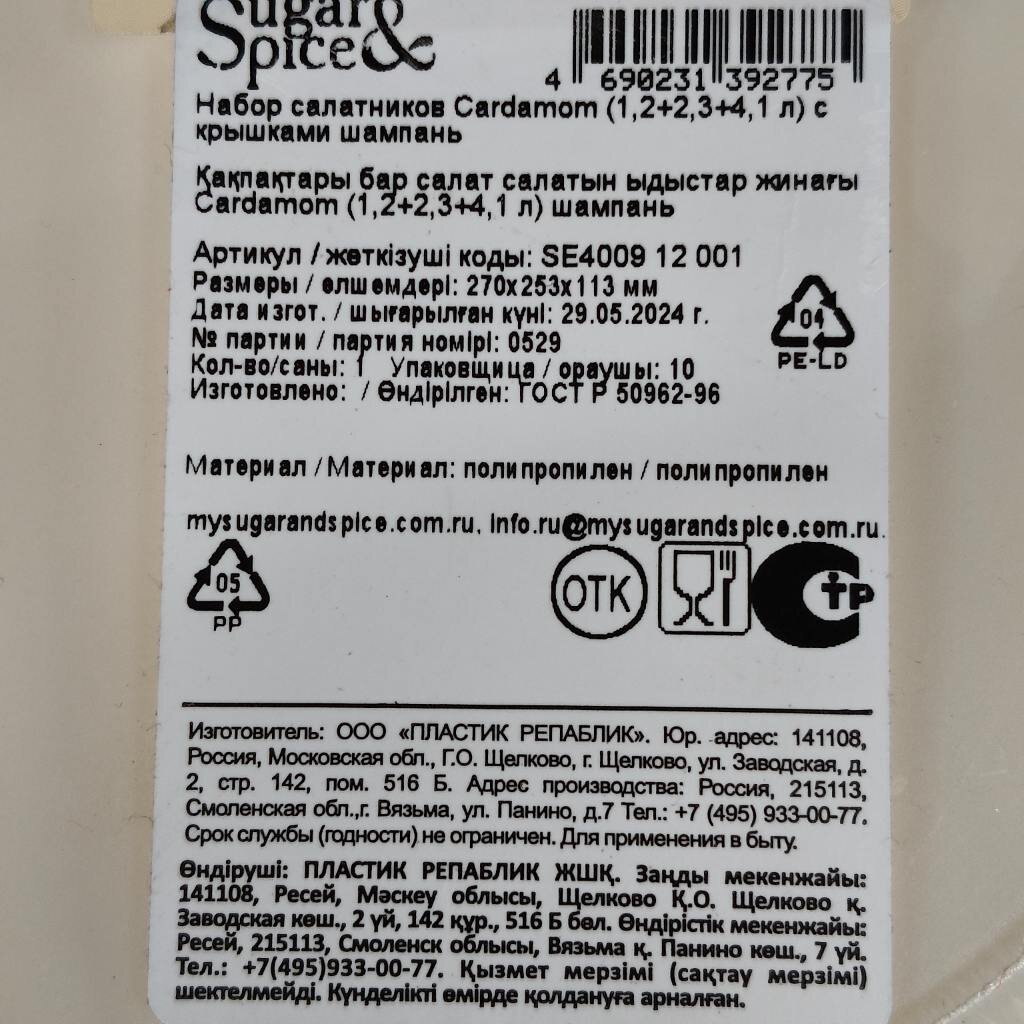 Sugar &
Spice
4 690231 392775
Набор салатников Cardamom (1,2+2,3+4,1 л) с
крышками шампань
Қақпақтары бар салат салатын ыдыстар жинағы
Cardamom (1,2+2,3+4,1 л) шампань
Артикул / жөткізуші коды: SE4009 12 001
Размеры / өлшемдері: 270x253x113 мм
Дата изгот. / шығарылған күні: 29.05.2024 г.
№ партии / партия номірі: 0529
Кол-во/саны: 1 Упаковщица / ораушы: 10
Изготовлено: / Өндірілген: ГОСТ Р 50962-96
04
PE-LD
Материал / Материал: полипропилен / полипропилен
mysugarandspice.com.ru, info.ru@mysugarandspice.com.ru.
05
PP
ОТК
ТР
Изготовитель: ООО «ПЛАСТИК РЕПАБЛИК». Юр. адрес: 141108,
Россия, Московская обл., Г.О. Щелково, г. Щелково, ул. Заводская, д.
2, стр. 142, пом. 516 Б. Адрес производства: Россия, 215113,
Смоленская обл.,г. Вязьма, ул. Панино, д.7 Тел.: +7 (495) 933-00-77.
Срок службы (годности) не ограничен. Для применения в быту.
Өндіруші: ПЛАСТИК РЕПАБЛИК ЖШҚ. Заңды мекенжайы:
141108, Ресей, Мәскеу облысы, Щелково Қ.О. Щелково қ.
Заводская көш., 2 үй, 142 құр., 516 Б бөл. Өндірістік мекенжайы:
Ресей, 215113, Смоленск облысы, Вязьма қ. Панино көш., 7 үй.
Тел.: +7(495)933-00-77. Қызмет мерзімі (сақтау мерзімі)
шектелмейді. Күнделікті өмірде қолдануға арналған.